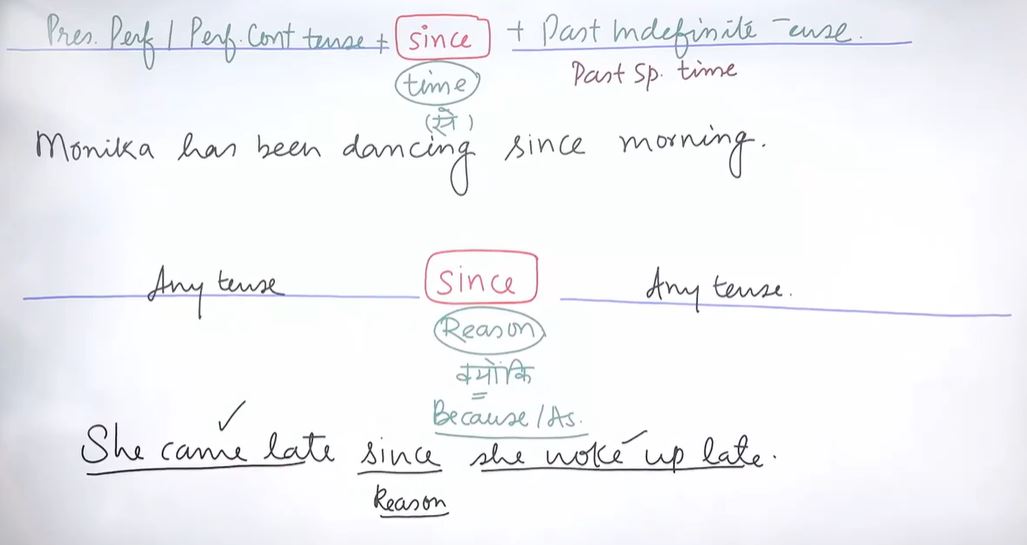 Pres. Perf / Perf. Cont tense + since + Past Indefinite Tense.
time Past Sp. time
(से)
Monika has been dancing since morning.
Any tense since Any tense.
Reason
क्योंकि
Because / As.
She came late since she woke up late.
Reason